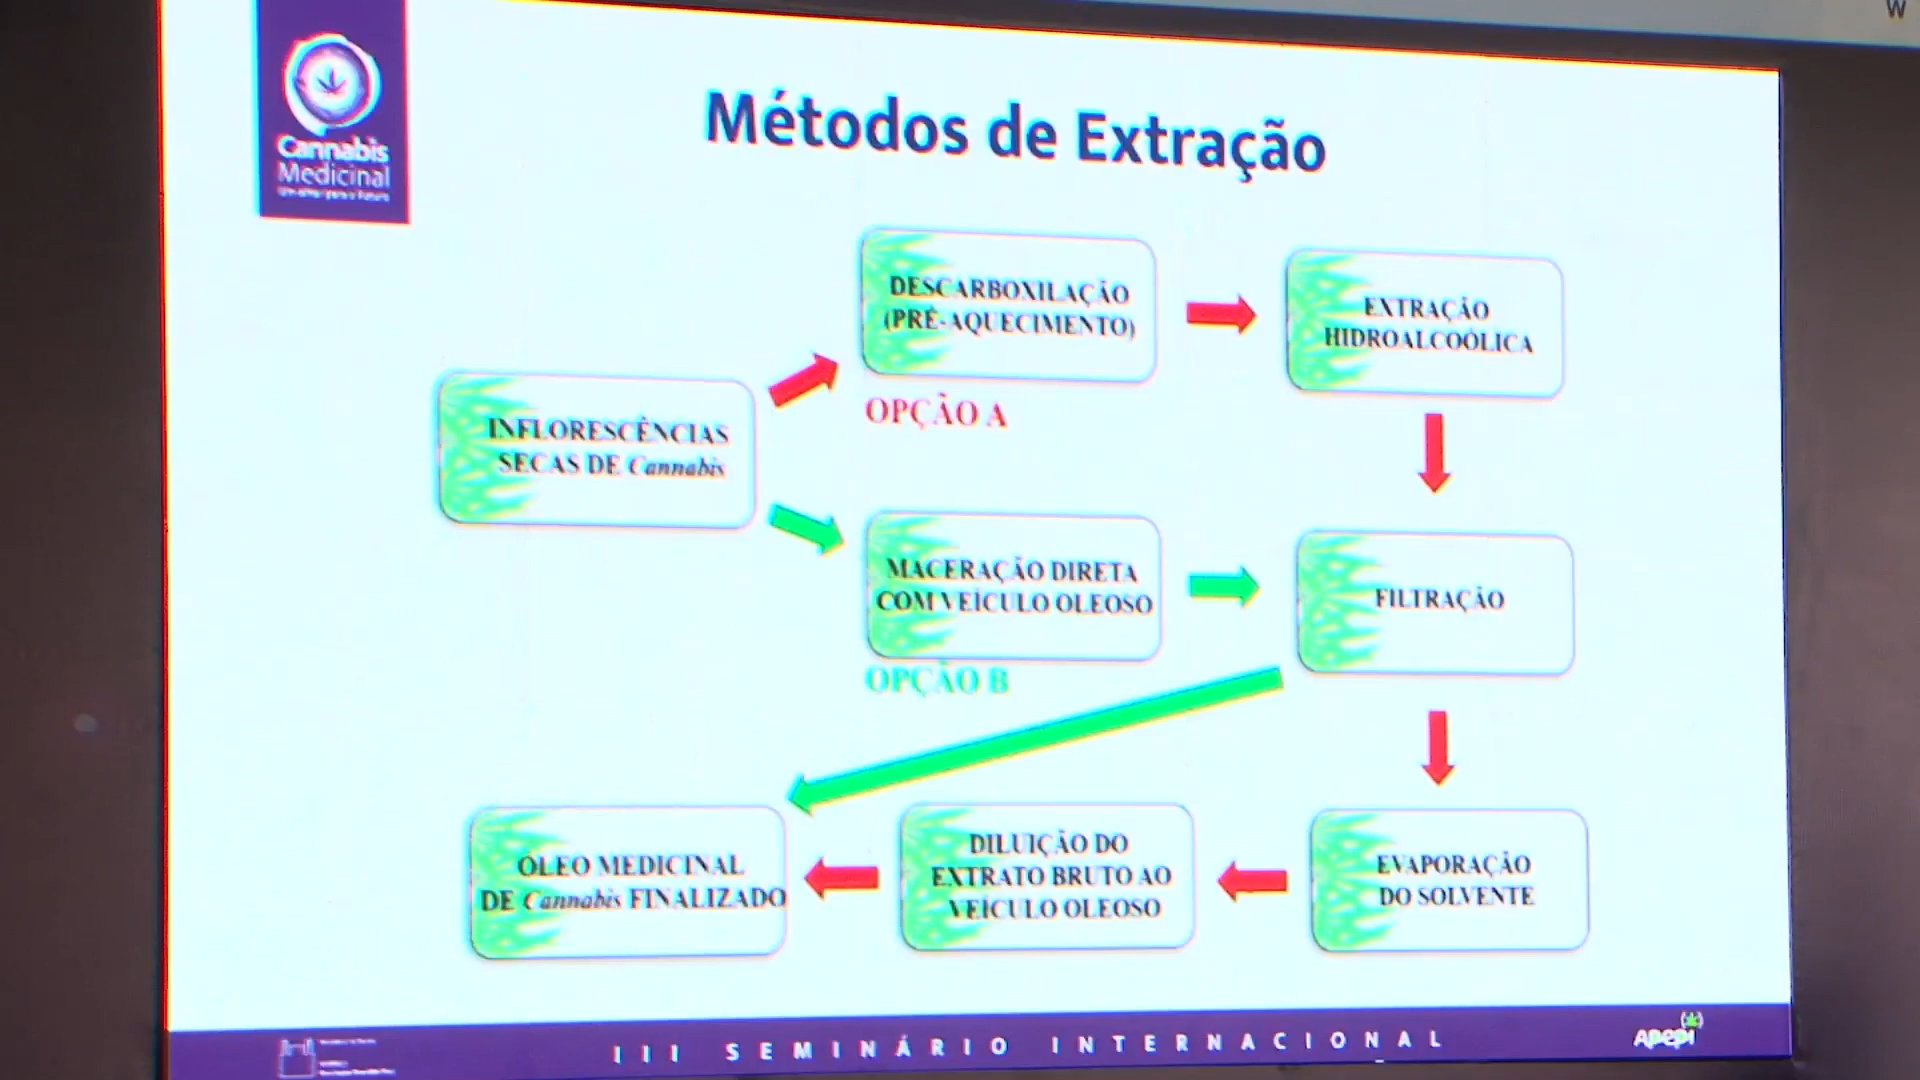 W
Cannabis
Medicinal
Métodos de Extração
DESCARBOXILAÇÃO
(PRÉ-AQUECIMENTO)
EXTRAÇÃO
HIDROALCOÓLICA
OPÇÃO A
INFLORESCÊNCIAS
SECAS DE Cannabis
MACERAÇÃO DIRETA
COM VEÍCULO OLEOSO
FILTRAÇÃO
OPÇÃO B
ÓLEO MEDICINAL
DE Cannabis FINALIZADO
DILUIÇÃO DO
EXTRATO BRUTO AO
VEÍCULO OLEOSO
EVAPORAÇÃO
DO SOLVENTE
III SEMINÁRIO INTERNACIONAL
apepi